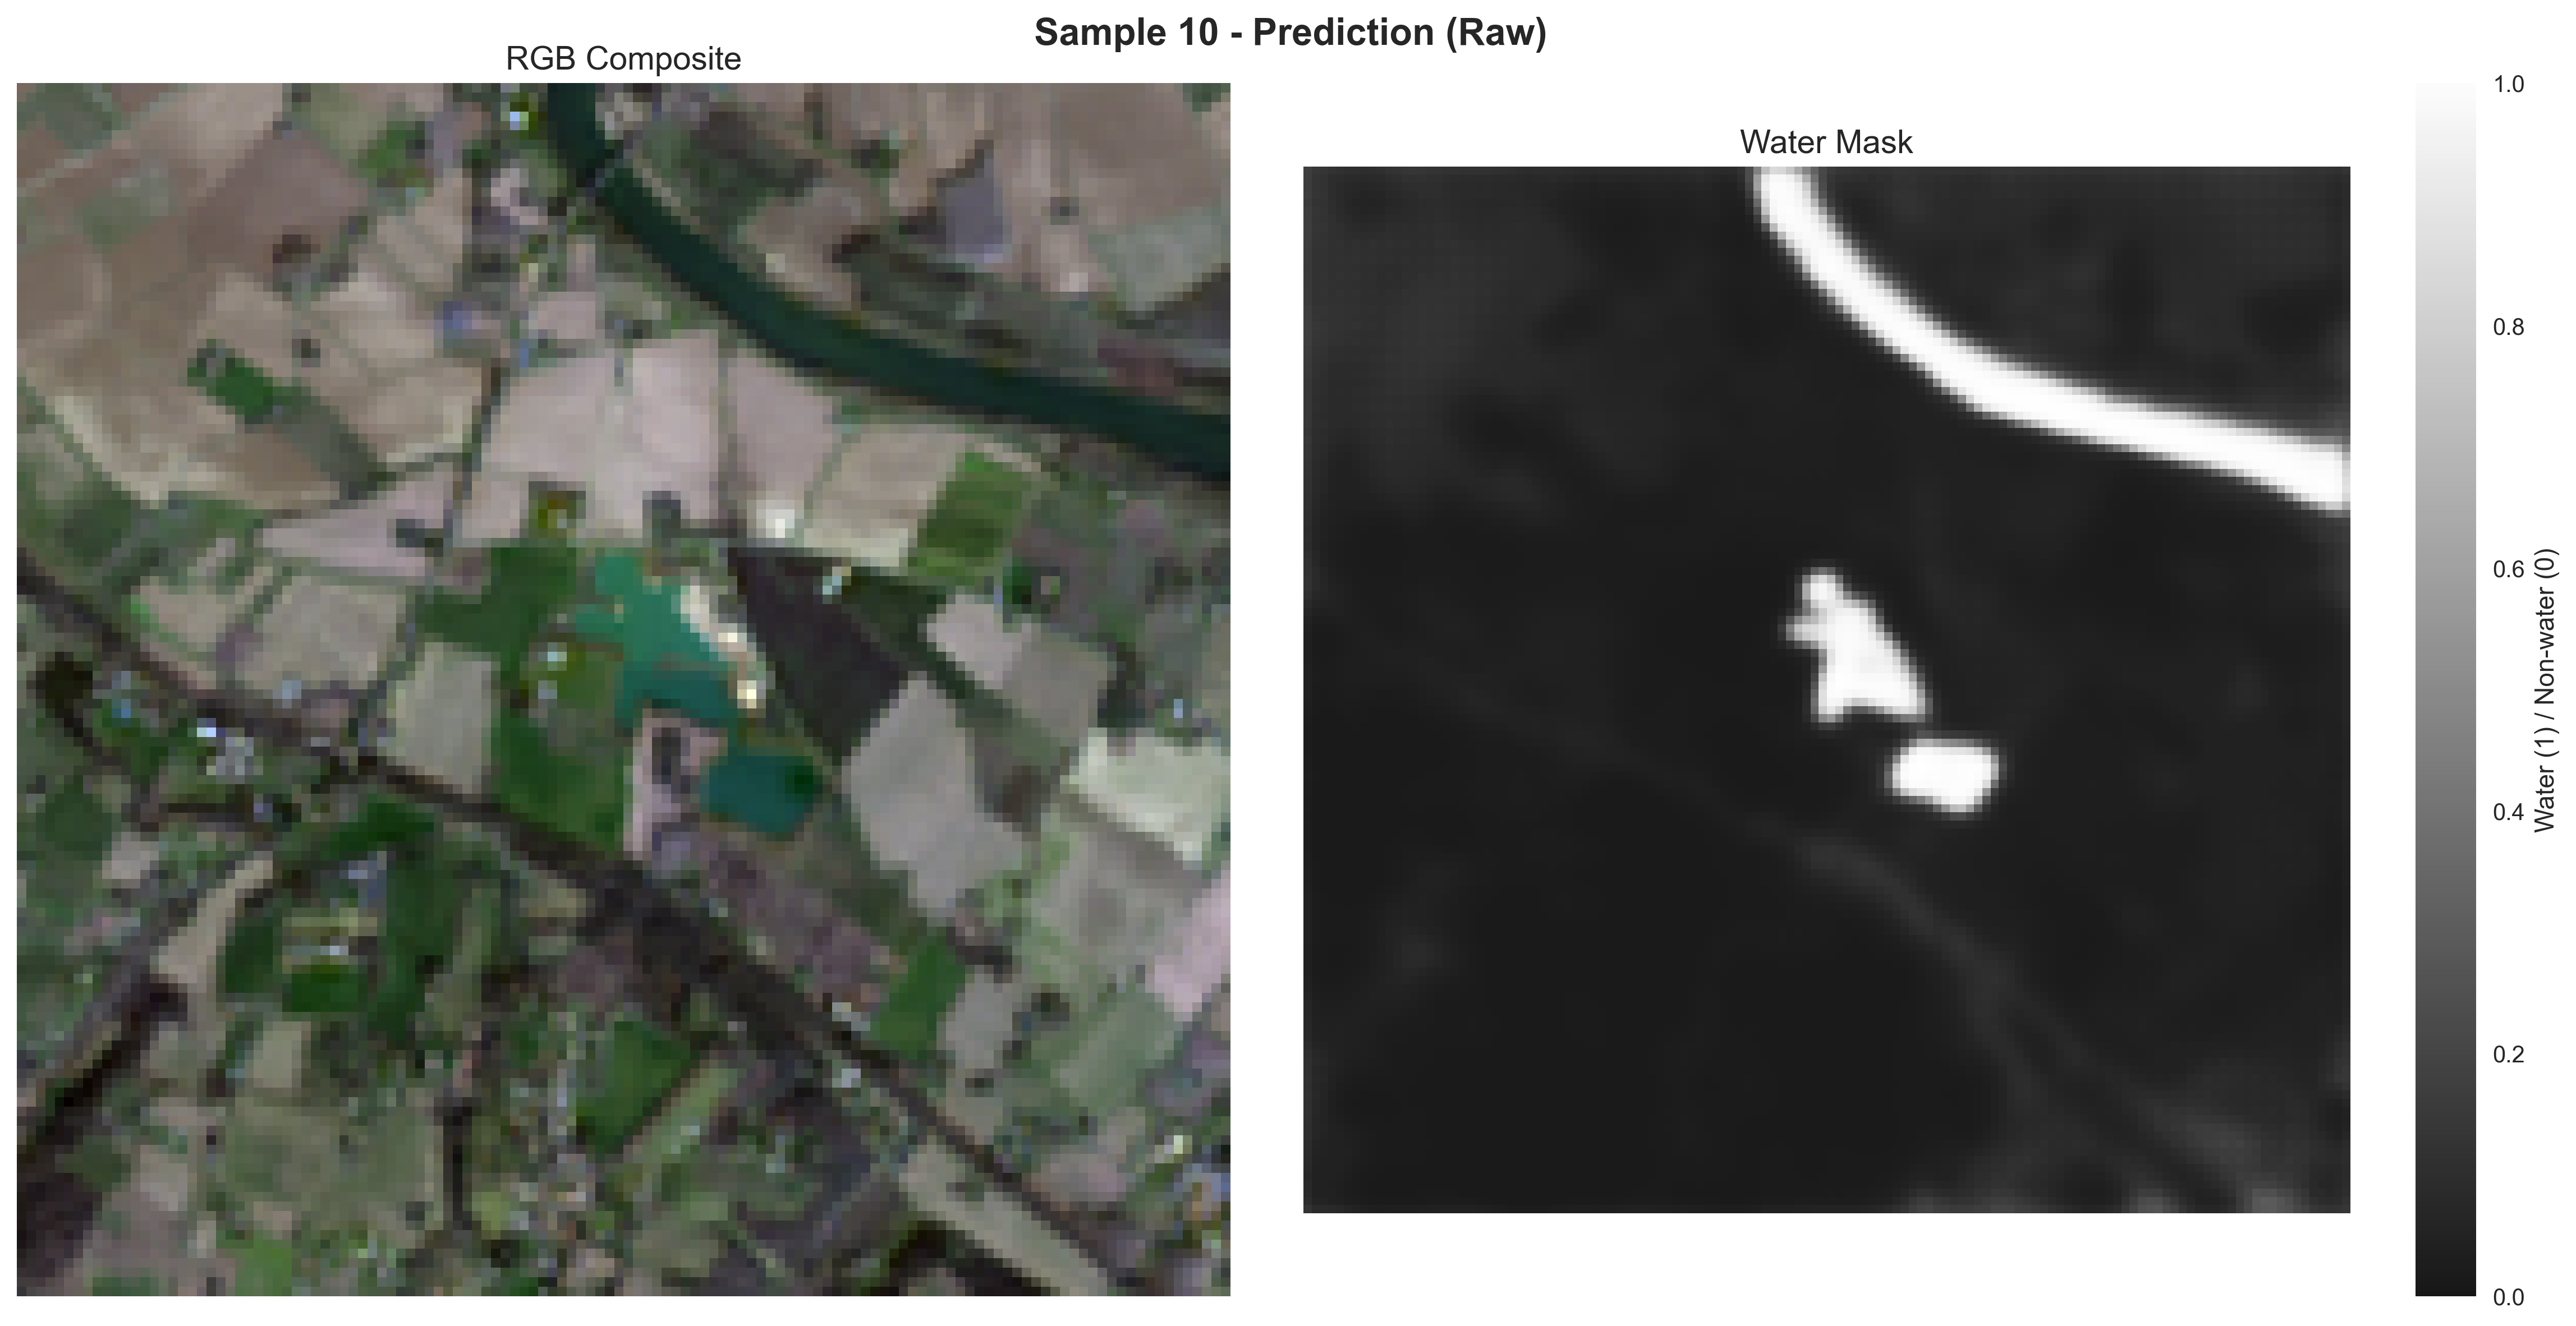 Sample 10 - Prediction (Raw)
RGB Composite
Water Mask
1.0
0.8
0.6
0.4
0.2
0.0
Water (1) / Non-water (0)